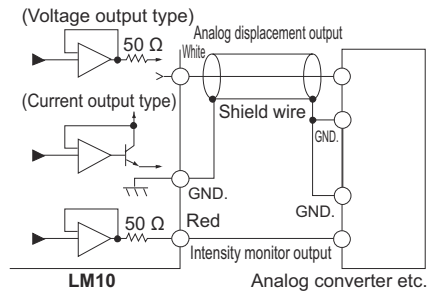 (Voltage output type)
50 Ω
White
Analog displacement output
(Current output type)
Shield wire
GND.
GND.
GND.
50 Ω
Red
Intensity monitor output
LM10
Analog converter etc.